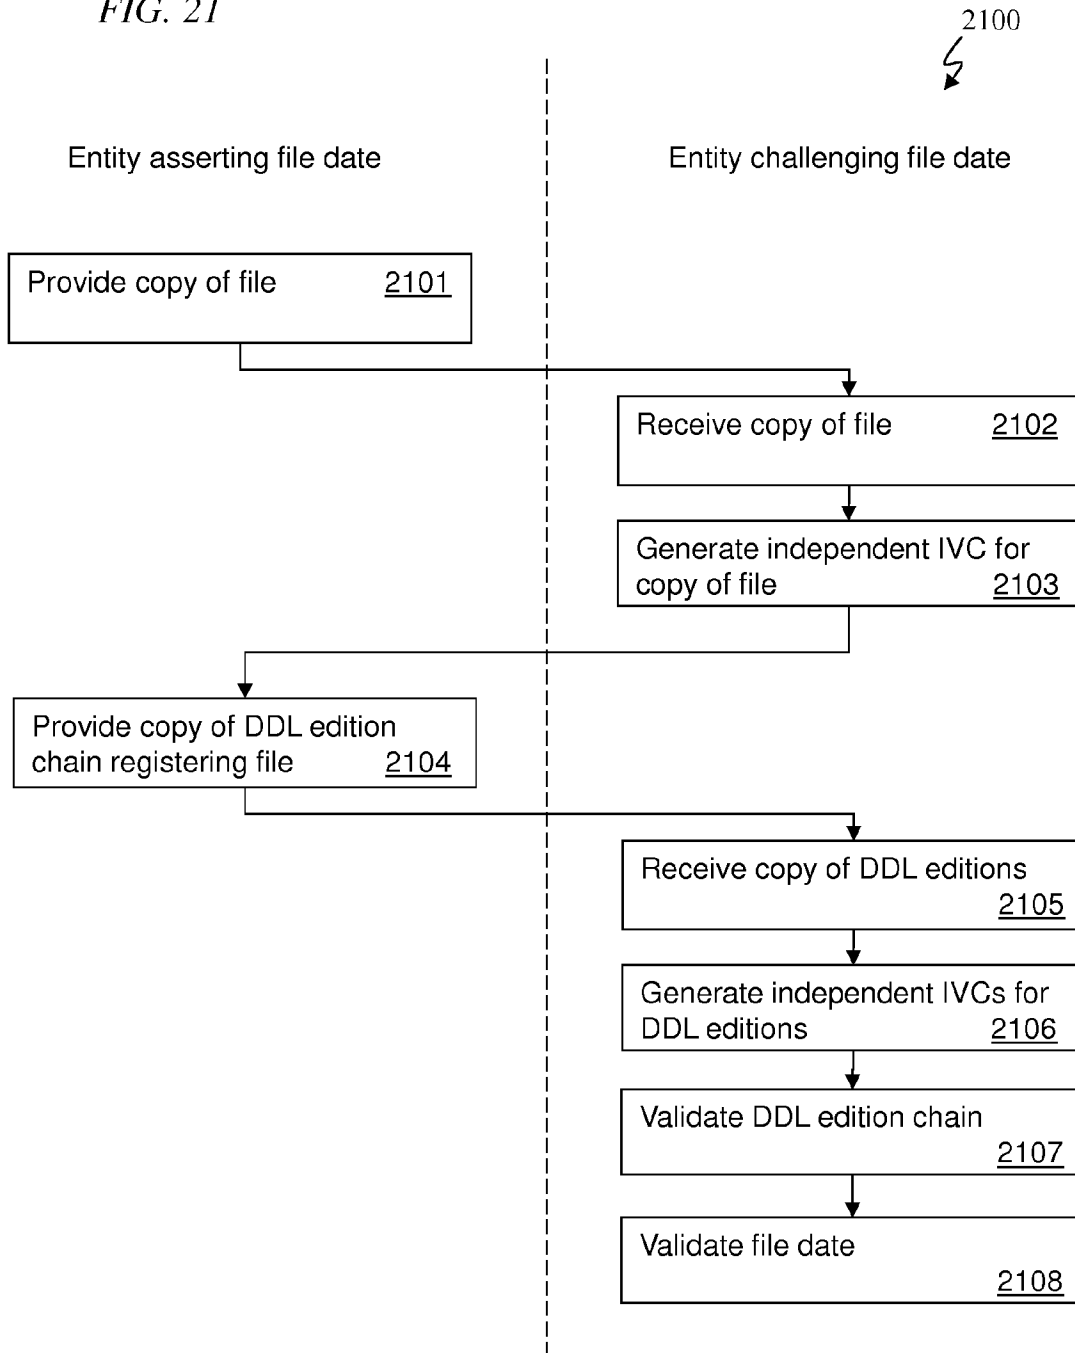 FIG. 21
2100
Entity asserting file date
Entity challenging file date
Provide copy of file 2101
Receive copy of file 2102
Generate independent IVC for
copy of file 2103
Provide copy of DDL edition
chain registering file 2104
Receive copy of DDL editions
2105
Generate independent IVCs for
DDL editions 2106
Validate DDL edition chain
2107
Validate file date
2108